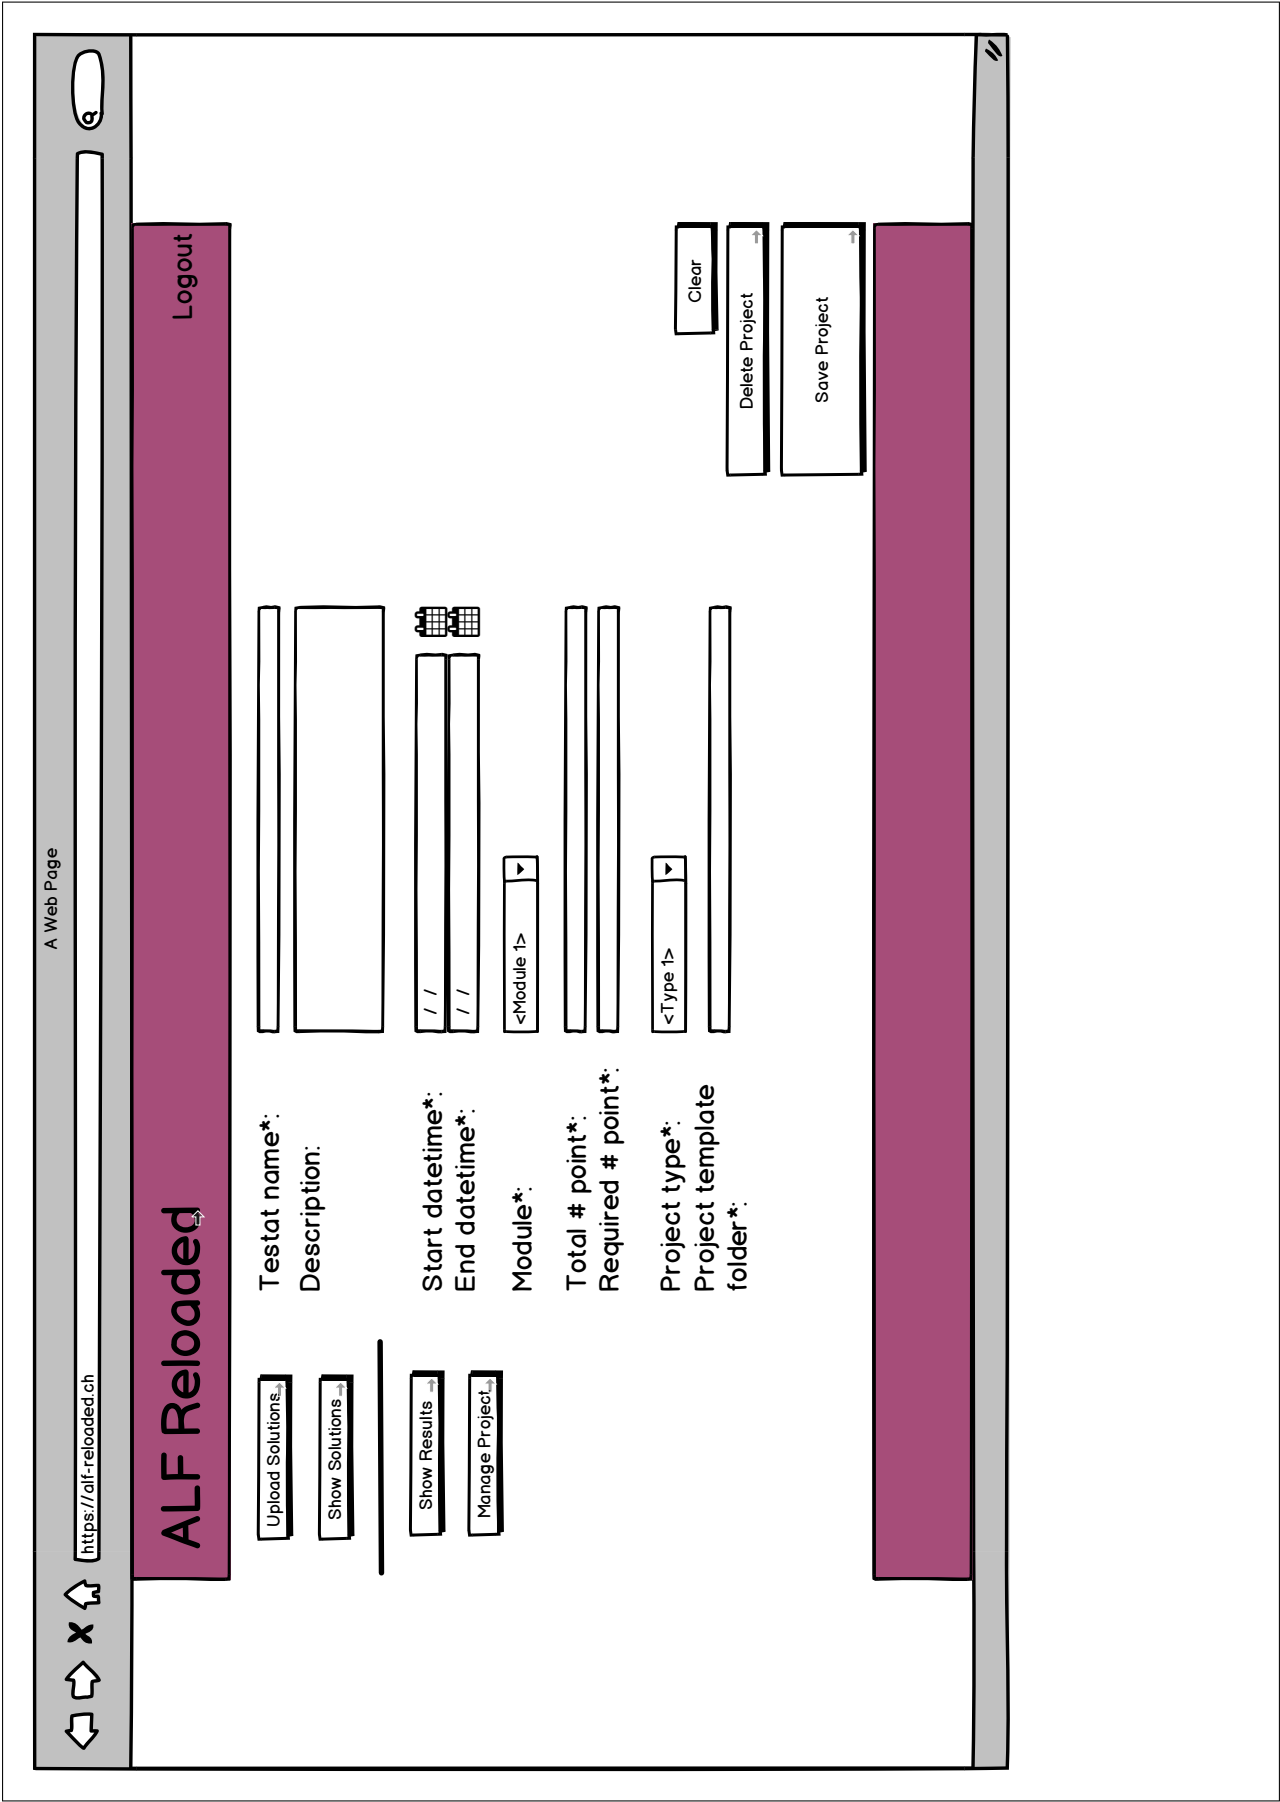 A Web Page
https://alf-reloaded.ch
ALF Reloaded
Logout
Upload Solutions
Show Solutions
Show Results
Manage Project
Testat name*:
Description:
Start datetime*:
/ /
End datetime*:
/ /
Module*:
<Module 1>
Total # point*:
Required # point*:
Project type*:
<Type 1>
Project template
folder*:
Clear
Delete Project
Save Project